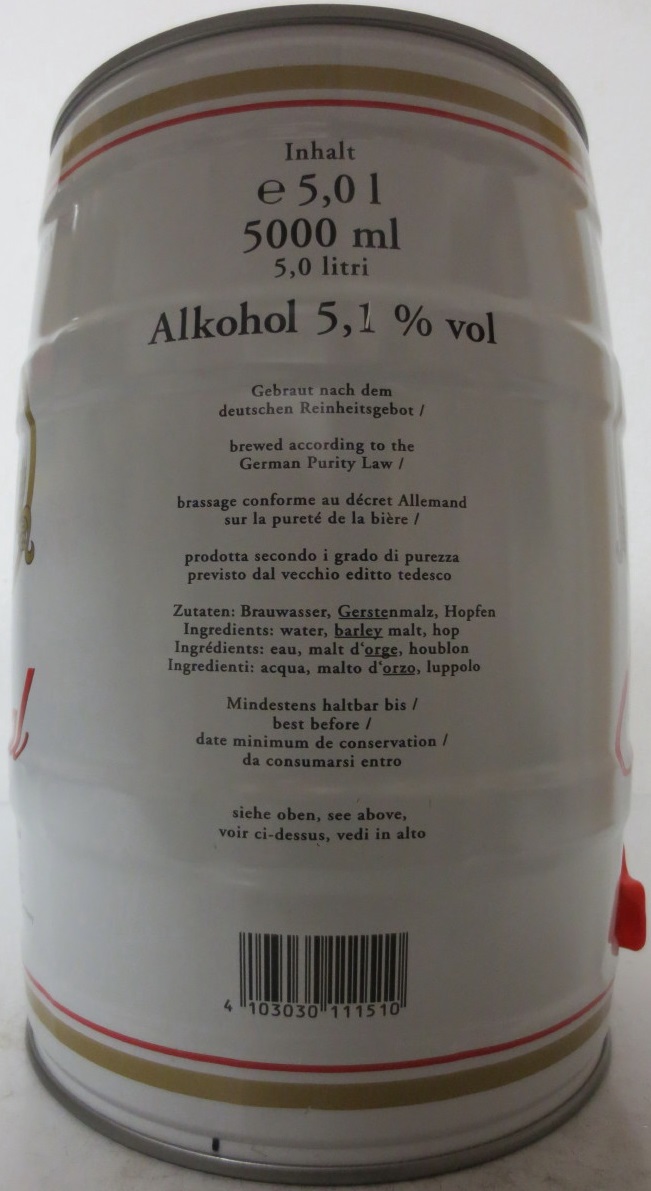 Inhalt
℮ 5,0 l
5000 ml
5,0 litri
Alkohol 5,1 % vol
Gebraut nach dem
deutschen Reinheitsgebot /
brewed according to the
German Purity Law /
brassage conforme au décret Allemand
sur la pureté de la bière /
prodotta secondo i grado di purezza
previsto dal vecchio editto tedesco
Zutaten: Brauwasser, Gerstenmalz, Hopfen
Ingredients: water, barley malt, hop
Ingrédients: eau, malt d'orge, houblon
Ingredienti: acqua, malto d'orzo, luppolo
Mindestens haltbar bis /
best before /
date minimum de conservation /
da consumarsi entro
siehe oben, see above,
voir ci-dessus, vedi in alto
4 103030 111510